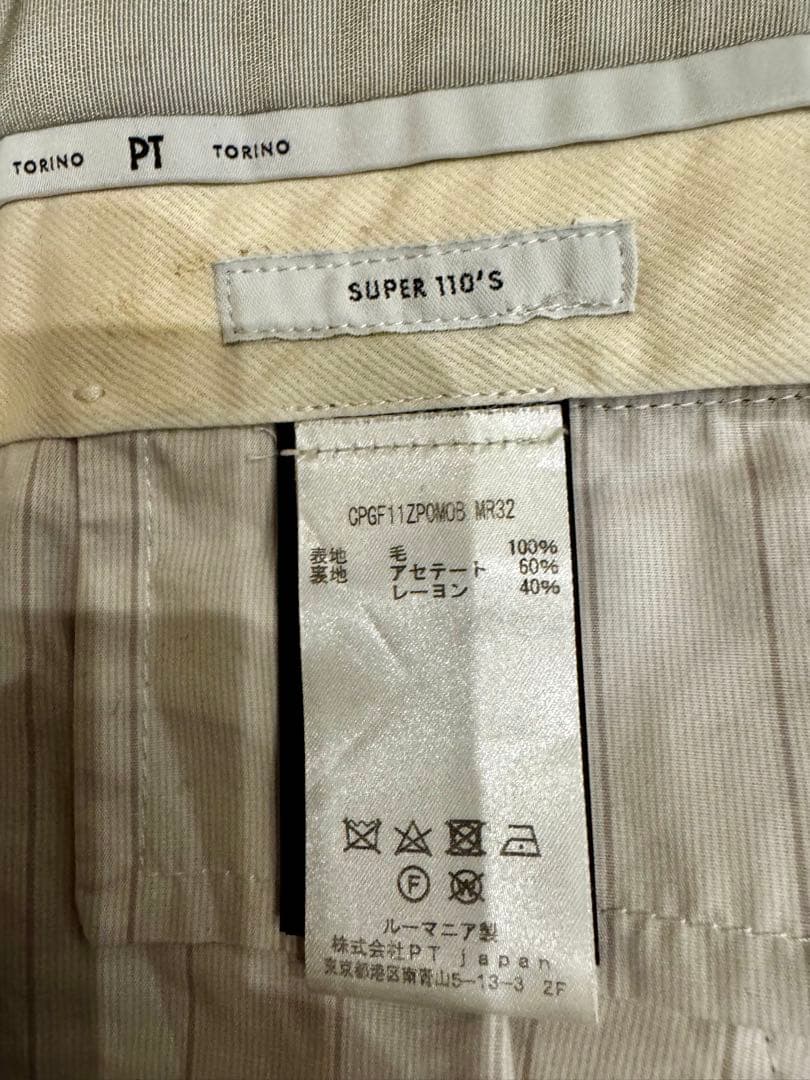 TORINO PT TORINO
SUPER 110'S
CPGF11ZP0M0B MR32
表地 毛 100%
裏地 アセテート 60%
レーヨン 40%
F W
ルーマニア製
株式会社PT japan
東京都港区南青山5-13-3 ZF